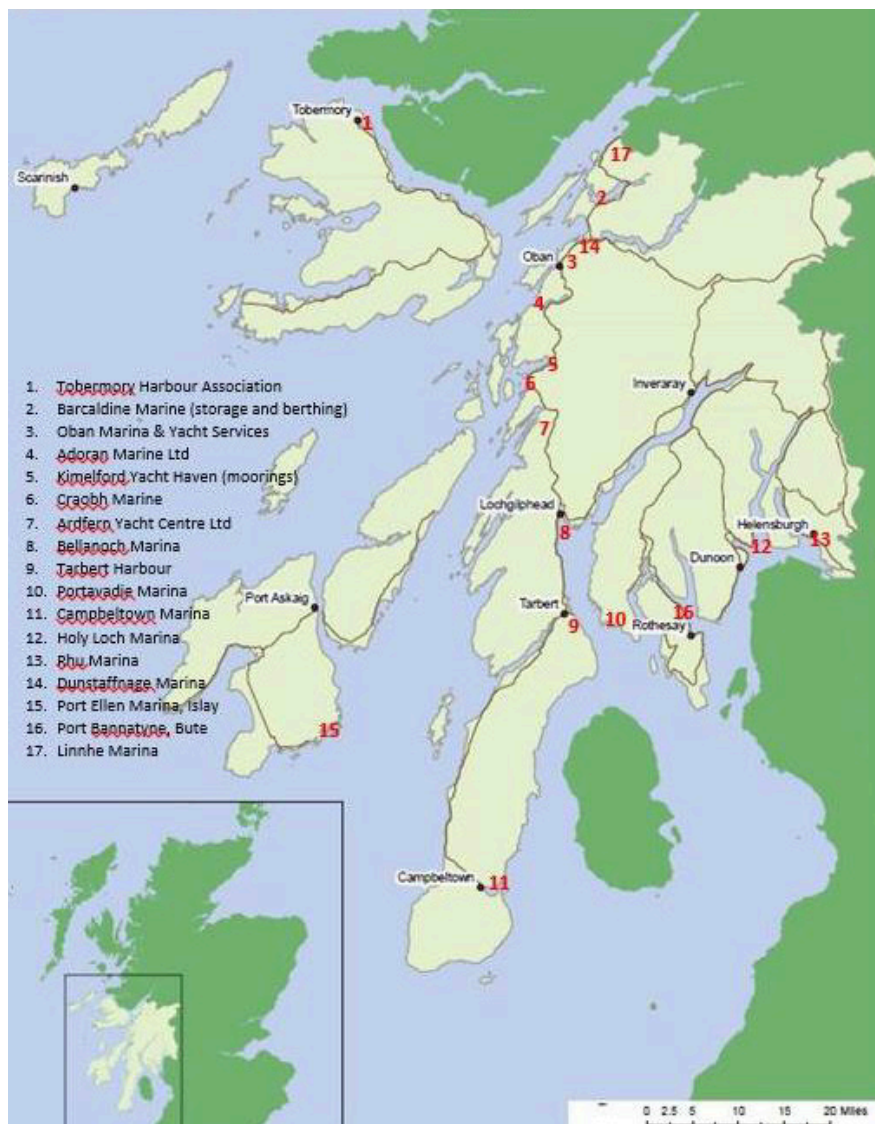 Tobermory
1
Scarinish
17
2
14
Oban
3
4
5
6
Inveraray
7
1. Tobermory Harbour Association
2. Barcaldine Marine (storage and berthing)
3. Oban Marina & Yacht Services
4. Adoran Marine Ltd
5. Kimelford Yacht Haven (moorings)
6. Craobh Marine
7. Ardfern Yacht Centre Ltd
8. Bellanoch Marina
9. Tarbert Harbour
10. Portavadie Marina
11. Campbeltown Marina
12. Holy Loch Marina
13. Rhu Marina
14. Dunstaffnage Marina
15. Port Ellen Marina, Islay
16. Port Bannatyne, Bute
17. Linnhe Marina
Lochgilphead
8
Helensburgh
13
12
Dunoon
Port Askaig
Tarbert
9
10
16
Rothesay
15
Campbeltown
11
0 2.5 5 10 15 20 Miles